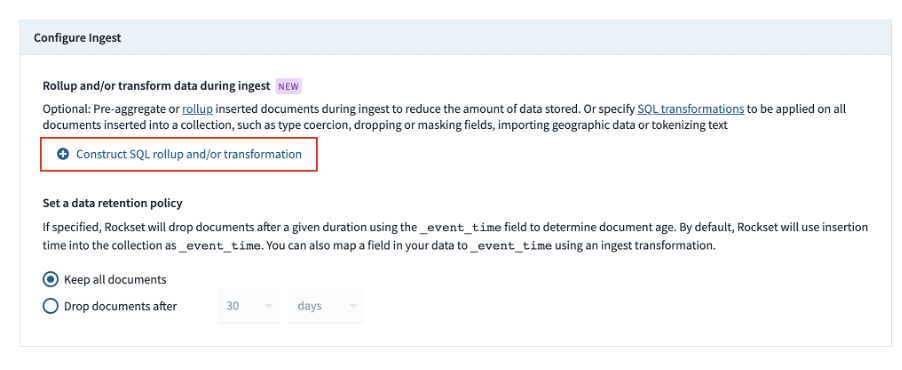 Configure Ingest
Rollup and/or transform data during ingest NEW
Optional: Pre-aggregate or rollup inserted documents during ingest to reduce the amount of data stored. Or specify SQL transformations to be applied on all
documents inserted into a collection, such as type coercion, dropping or masking fields, importing geographic data or tokenizing text
Construct SQL rollup and/or transformation
Set a data retention policy
If specified, Rockset will drop documents after a given duration using the _event_time field to determine document age. By default, Rockset will use insertion
time into the collection as _event_time. You can also map a field in your data to _event_time using an ingest transformation.
Keep all documents
Drop documents after 30 days